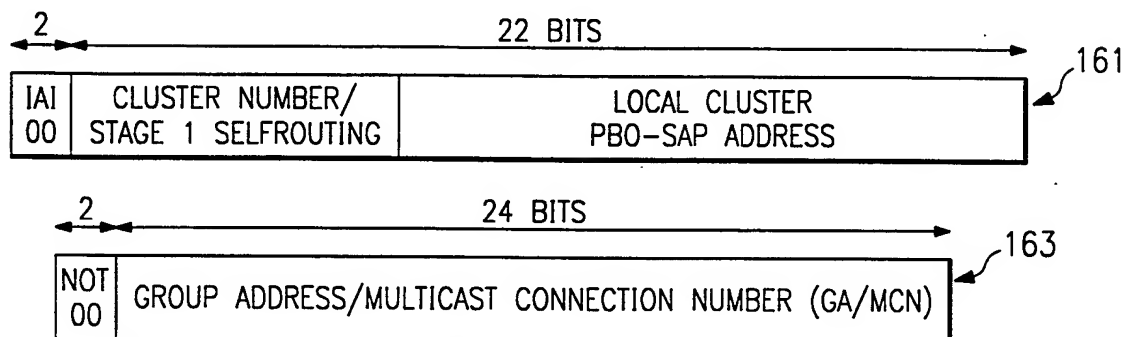 2
22 BITS
161
IAI
00
CLUSTER NUMBER/
STAGE 1 SELFROUTING
LOCAL CLUSTER
PBO-SAP ADDRESS
2
24 BITS
163
NOT
00
GROUP ADDRESS/MULTICAST CONNECTION NUMBER (GA/MCN)